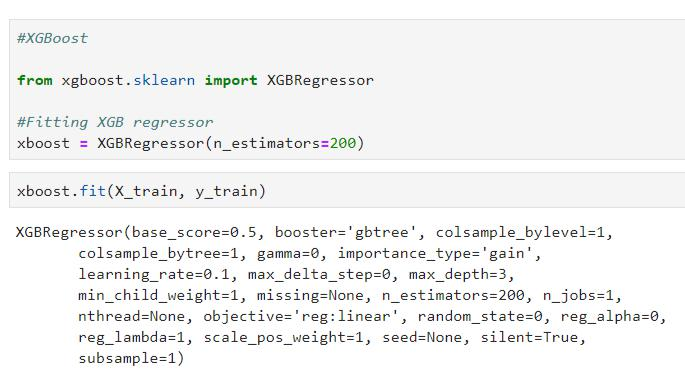 #XGBoost
from xgboost.sklearn import XGBRegressor
#Fitting XGB regressor
xboost = XGBRegressor(n_estimators=200)
xboost.fit(X_train, y_train)
XGBRegressor(base_score=0.5, booster='gbtree', colsample_bylevel=1,
colsample_bytree=1, gamma=0, importance_type='gain',
learning_rate=0.1, max_delta_step=0, max_depth=3,
min_child_weight=1, missing=None, n_estimators=200, n_jobs=1,
nthread=None, objective='reg:linear', random_state=0, reg_alpha=0,
reg_lambda=1, scale_pos_weight=1, seed=None, silent=True,
subsample=1)